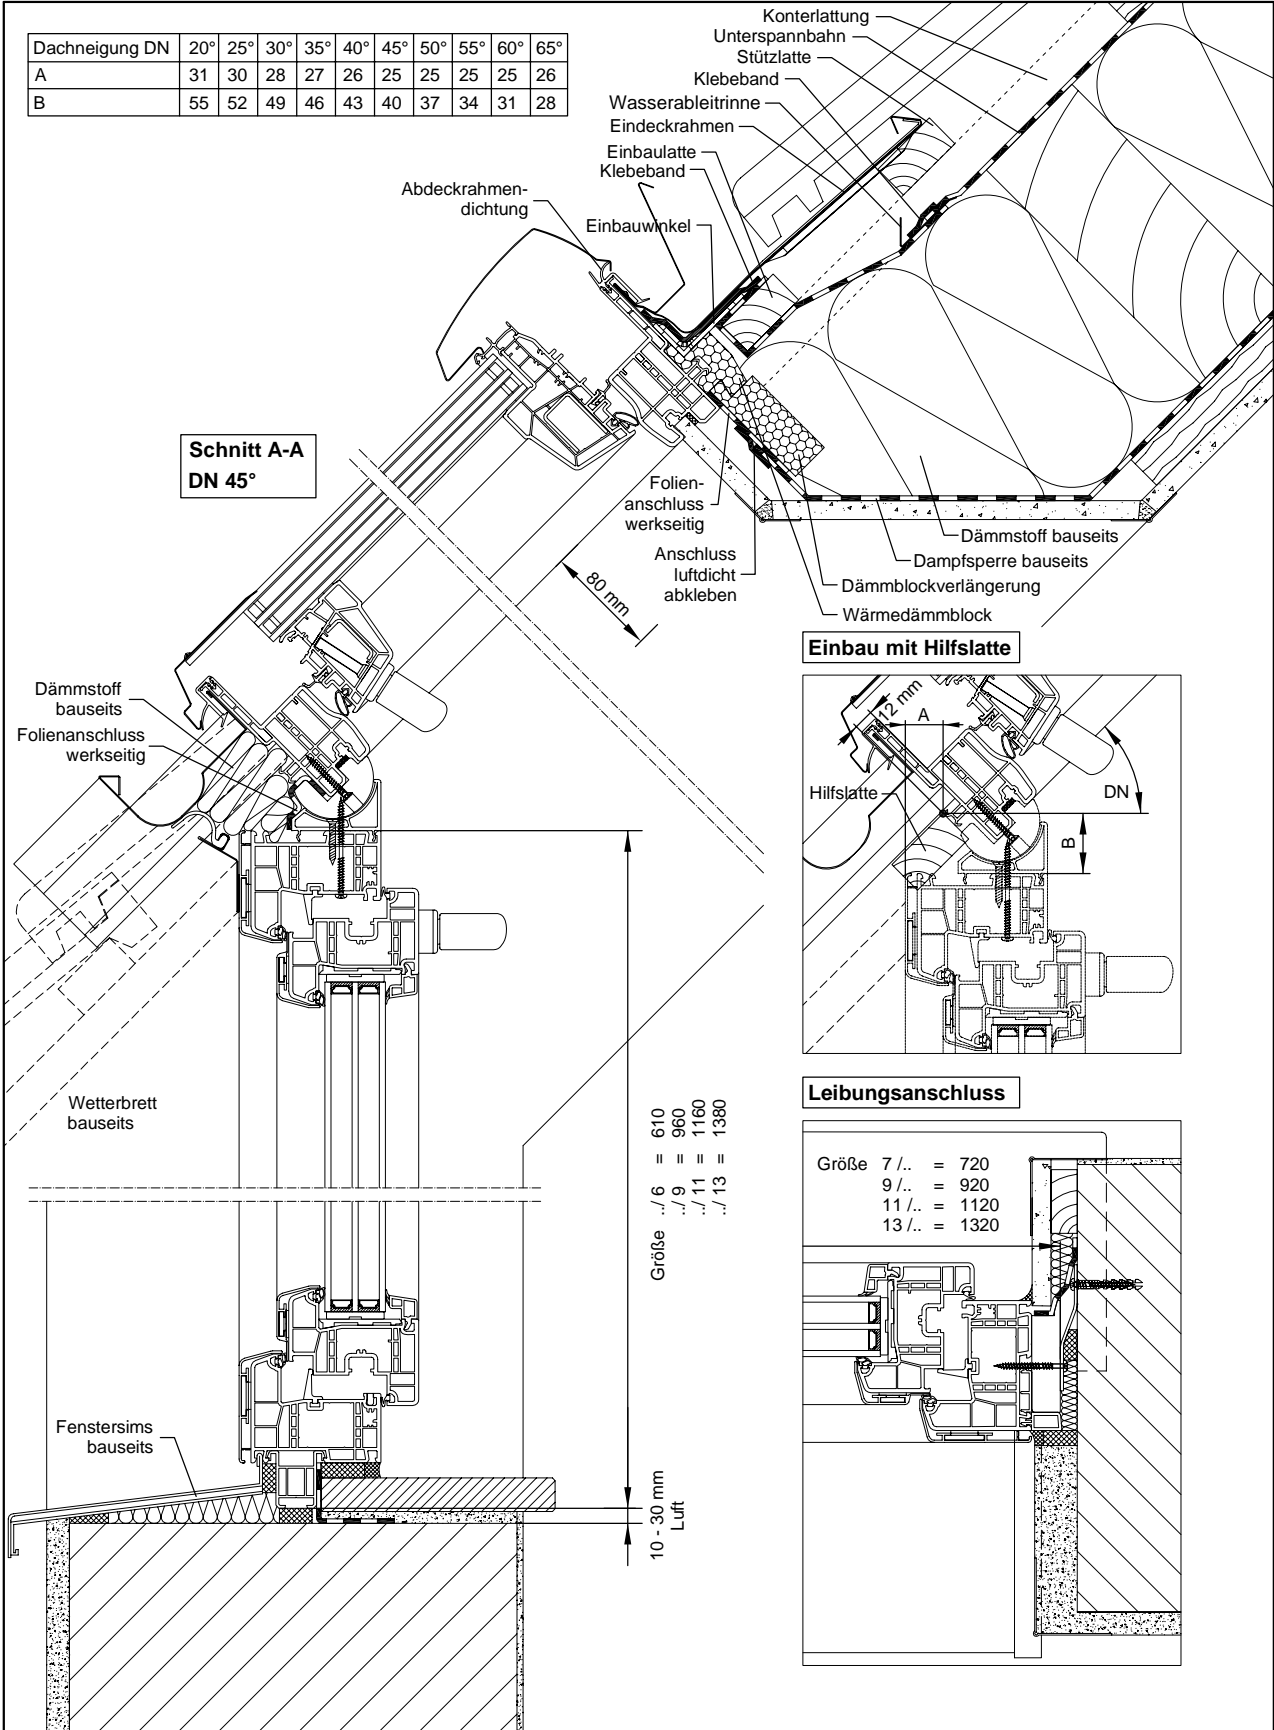 Dachneigung DN 20° 25° 30° 35° 40° 45° 50° 55° 60° 65°
A 31 30 28 27 26 25 25 25 25 26
B 55 52 49 46 43 40 37 34 31 28
Konterlattung
Unterspannbahn
Stützlatte
Klebeband
Wasserableitrinne
Eindeckrahmen
Einbaulatte
Klebeband
Abdeckrahmen-
dichtung
Einbauwinkel
Schnitt A-A
DN 45°
Folien-
anschluss
werkseitig
Anschluss
luftdicht
abkleben
Dämmstoff bauseits
Dampfsperre bauseits
Dämmblockverlängerung
Wärmedämmblock
80 mm
Dämmstoff
bauseits
Folienanschluss
werkseitig
Einbau mit Hilfslatte
12 mm
A
DN
Hilfslatte
B
Wetterbrett
bauseits
Größe ../ 6 = 610
../ 9 = 960
../ 11 = 1160
../ 13 = 1380
Leibungsanschluss
Größe 7 /.. = 720
9 /.. = 920
11 /.. = 1120
13 /.. = 1320
Fenstersims
bauseits
10 - 30 mm
Luft